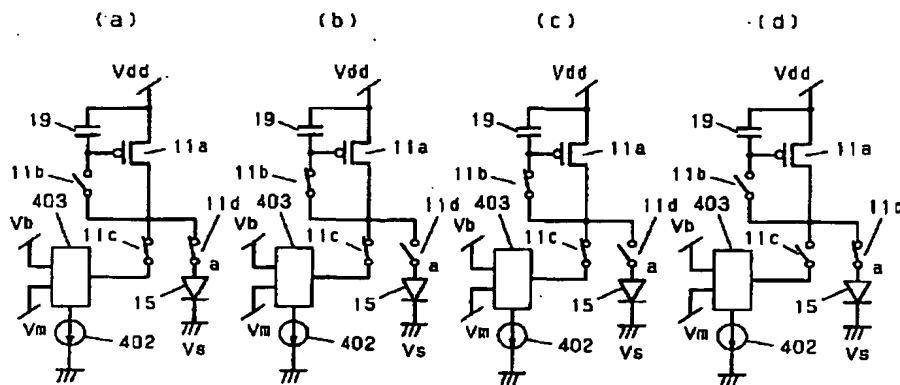 (a) (b) (c) (d)
Vdd Vdd Vdd Vdd
19 19 19 19
11a 11a 11a 11a
11b 11b 11b 11b
403 403 403 403
11d 11d 11d 11d
Vb 11c Vb 11c Vb 11c Vb 11c
a a a a
15 15 15 15
Vm 402 Vm 402 Vm 402 Vm 402
Vs Vs Vs Vs